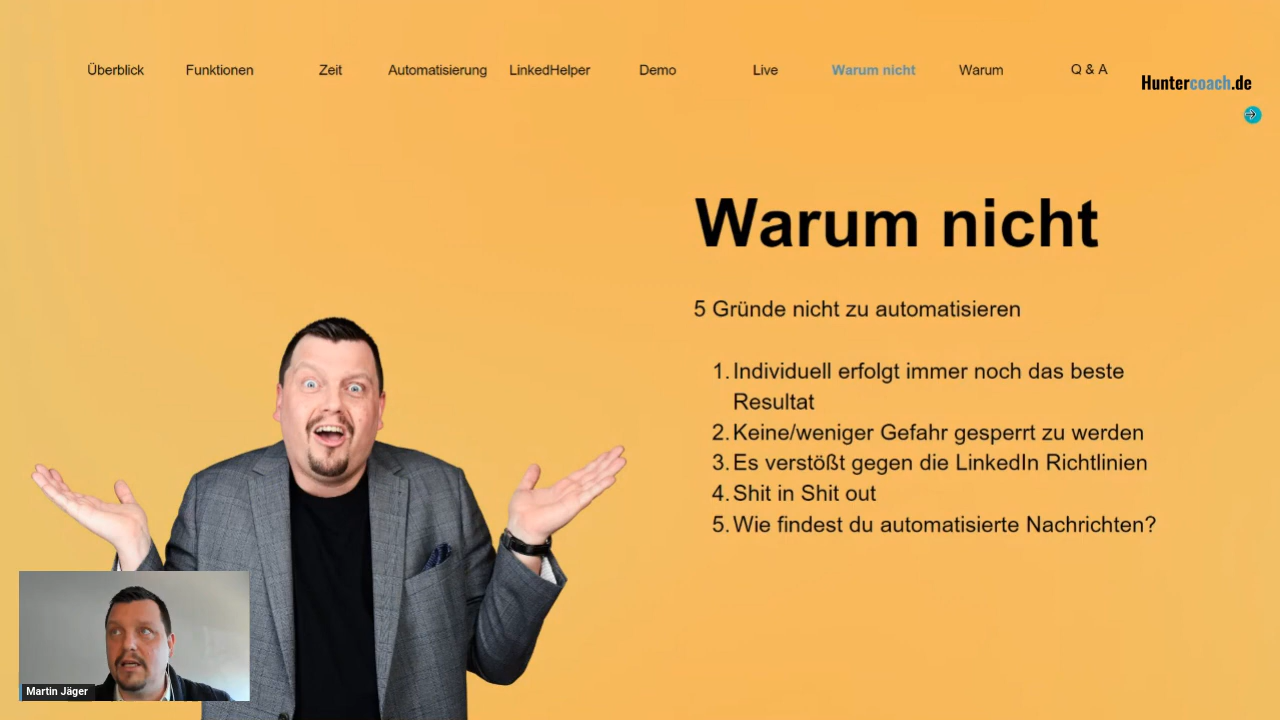 Überblick Funktionen Zeit Automatisierung LinkedHelper Demo Live Warum nicht Warum Q & A
Huntercoach.de
Warum nicht
5 Gründe nicht zu automatisieren
1. Individuell erfolgt immer noch das beste
Resultat
2. Keine/weniger Gefahr gesperrt zu werden
3. Es verstößt gegen die LinkedIn Richtlinien
4. Shit in Shit out
5. Wie findest du automatisierte Nachrichten?
Martin Jäger